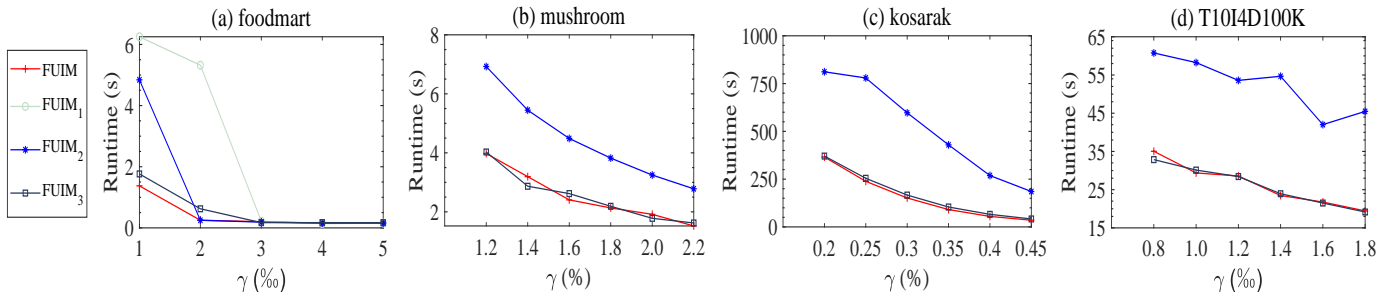 (a) foodmart
(b) mushroom
(c) kosarak
(d) T10I4D100K
FUIM
FUIM1
FUIM2
FUIM3
Runtime (s)
6
4
2
0
1 2 3 4 5
γ (‰)
Runtime (s)
8
6
4
2
1.2 1.4 1.6 1.8 2.0 2.2
γ (%)
Runtime (s)
1000
750
500
250
0
0.2 0.25 0.3 0.35 0.4 0.45
γ (%)
Runtime (s)
65
55
45
35
25
15
0.8 1.0 1.2 1.4 1.6 1.8
γ (‰)